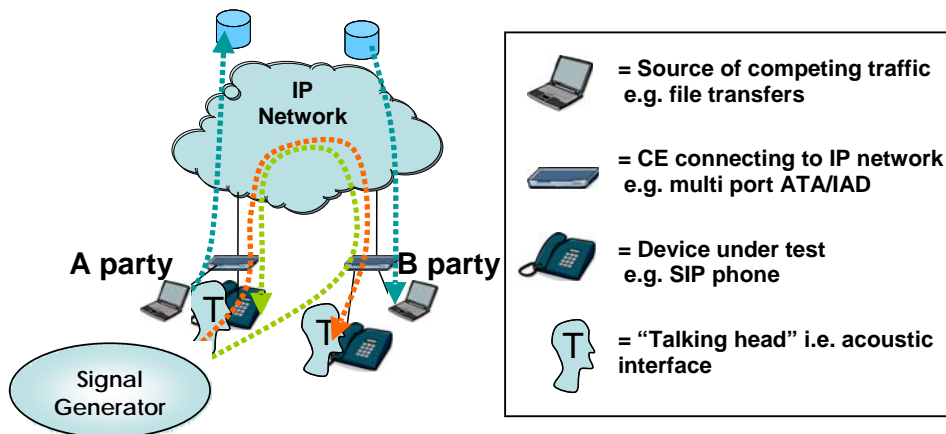 IP
Network
A party
B party
T
T
Signal
Generator
= Source of competing traffic
e.g. file transfers
= CE connecting to IP network
e.g. multi port ATA/IAD
= Device under test
e.g. SIP phone
T
= “Talking head” i.e. acoustic
interface